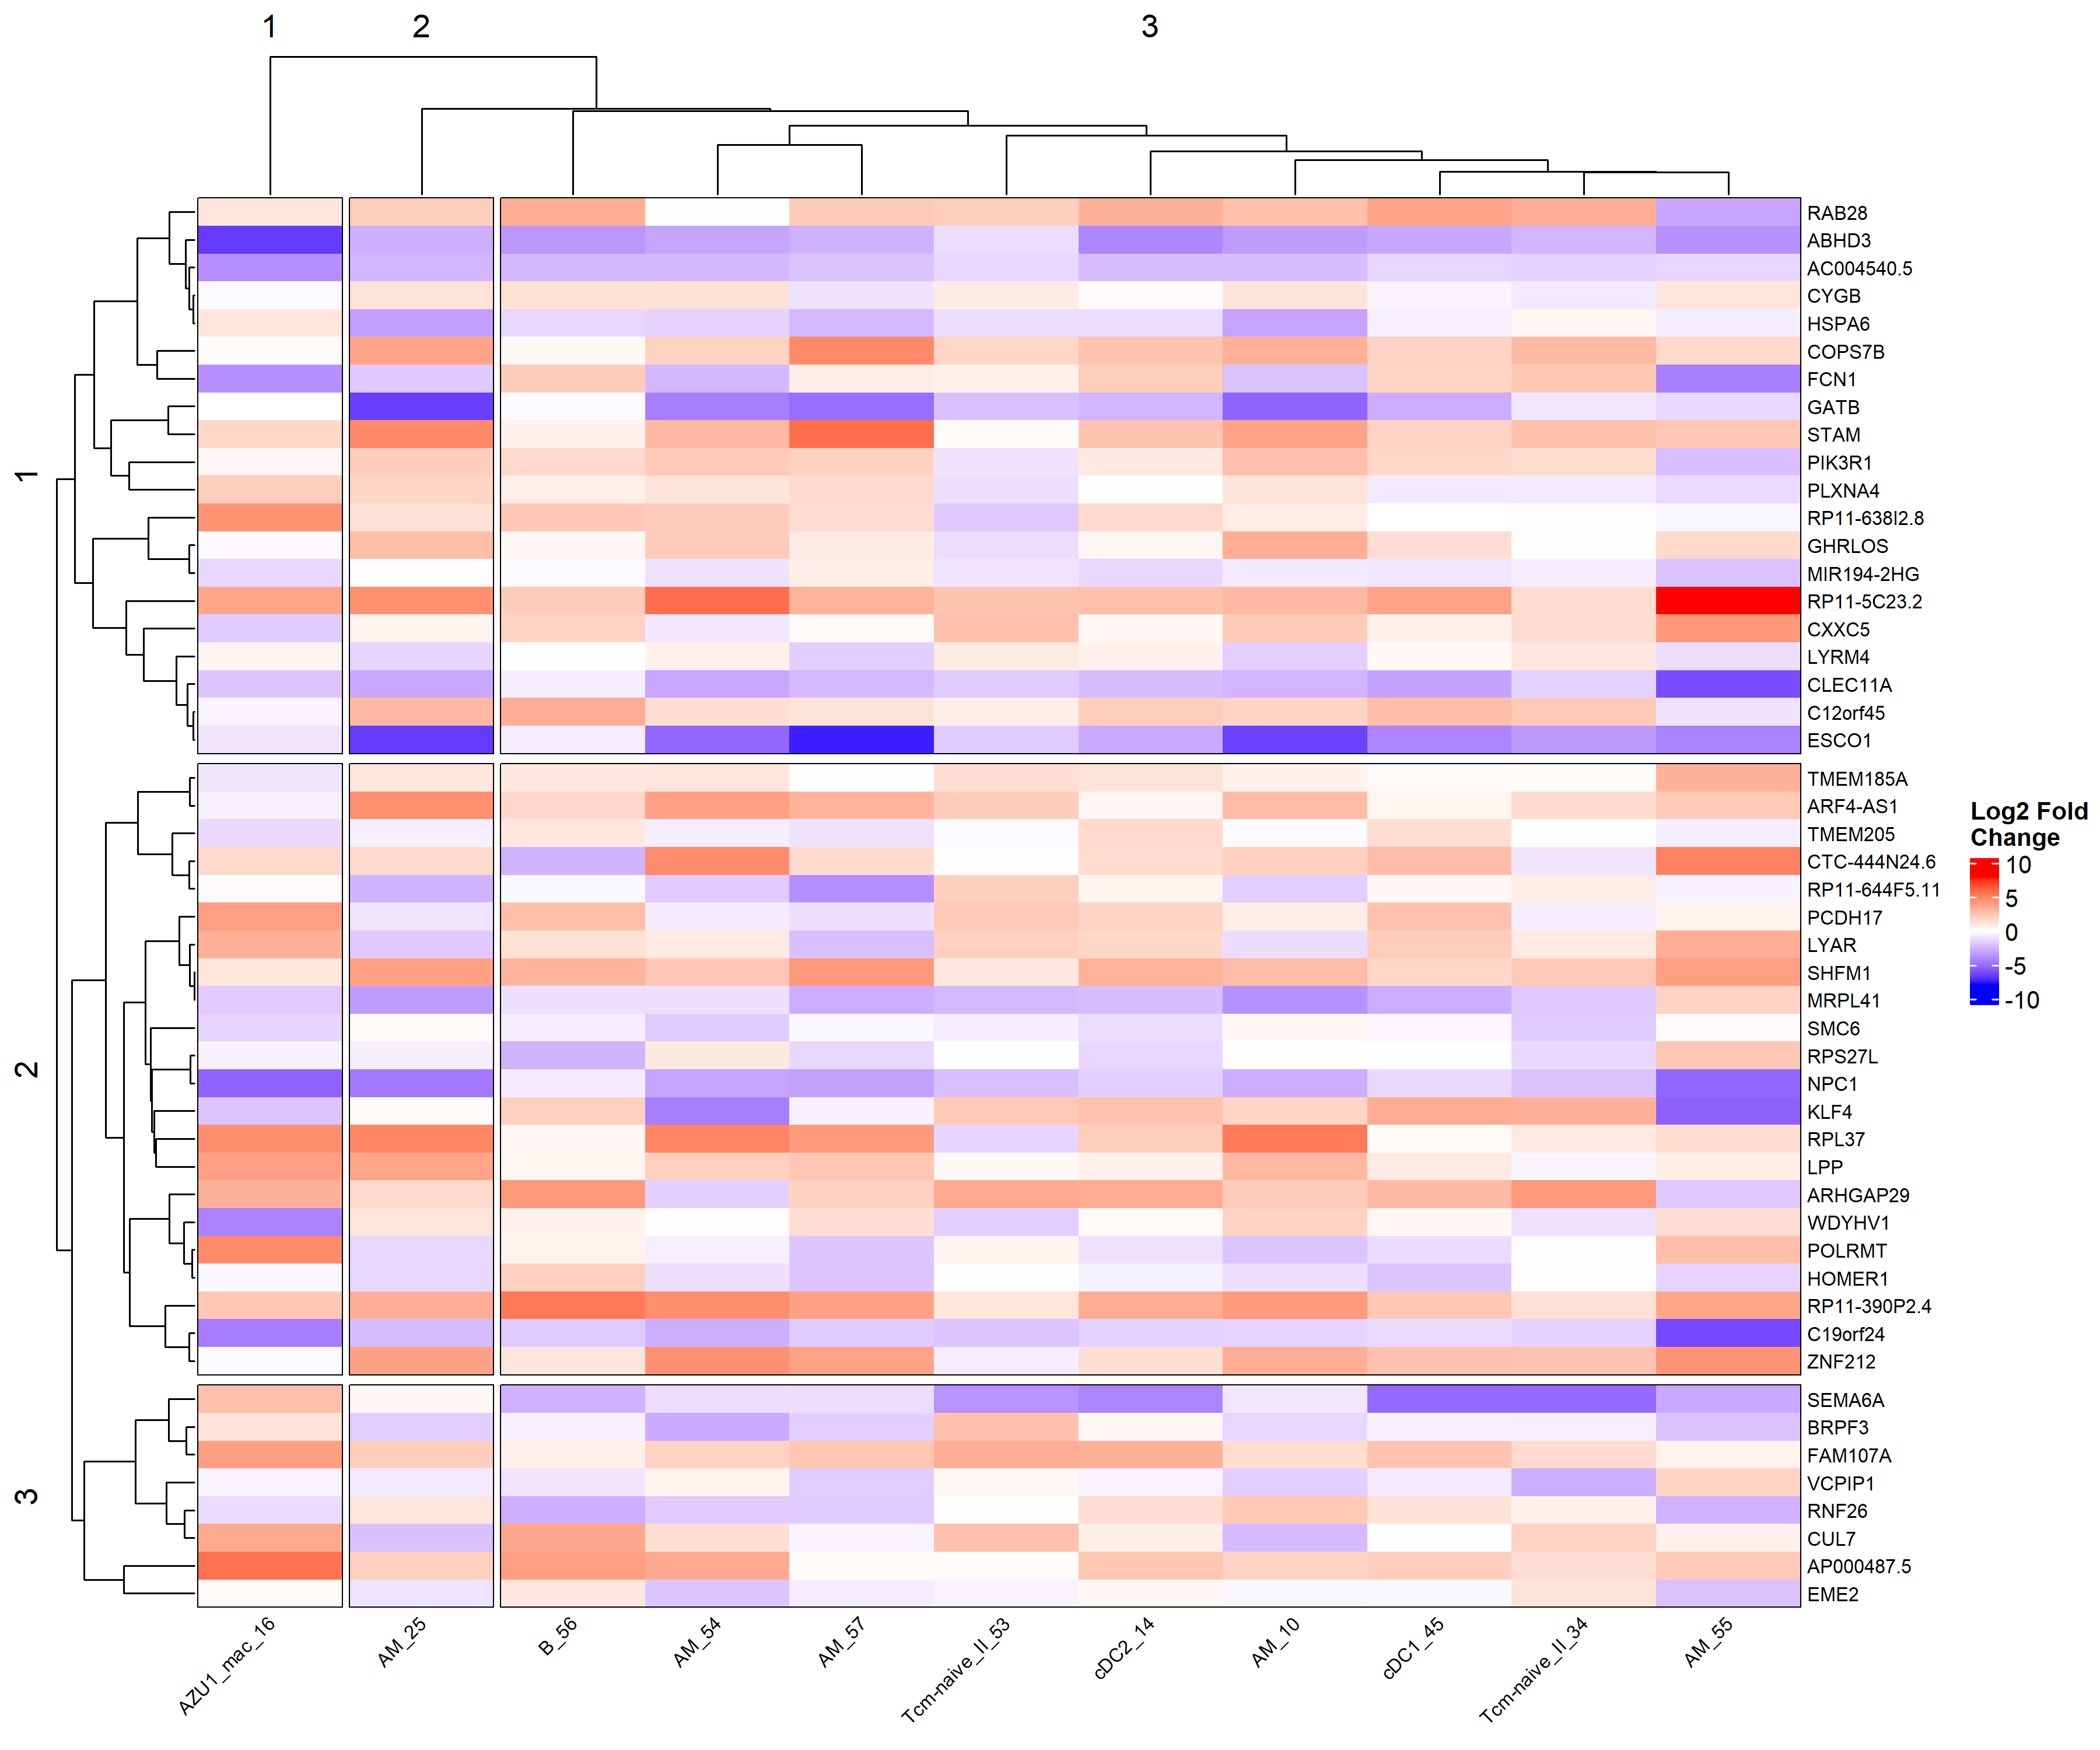 1 2 3
RAB28
ABHD3
AC004540.5
CYGB
HSPA6
COPS7B
FCN1
GATB
STAM
PIK3R1
PLXNA4
RP11-638I2.8
GHRLOS
MIR194-2HG
RP11-5C23.2
CXXC5
LYRM4
CLEC11A
C12orf45
ESCO1
1
TMEM185A
ARF4-AS1
TMEM205
CTC-444N24.6
RP11-644F5.11
PCDH17
LYAR
SHFM1
MRPL41
SMC6
RPS27L
NPC1
KLF4
RPL37
LPP
ARHGAP29
WDYHV1
POLRMT
HOMER1
RP11-390P2.4
C19orf24
ZNF212
2
SEMA6A
BRPF3
FAM107A
VCPIP1
RNF26
CUL7
AP000487.5
EME2
3
AZU1_mac_16
AM_25
B_56
AM_54
AM_57
Tcm-naive_II_53
cDC2_14
AM_10
cDC1_45
Tcm-naive_II_34
AM_55
Log2 Fold
Change
10
5
0
-5
-10